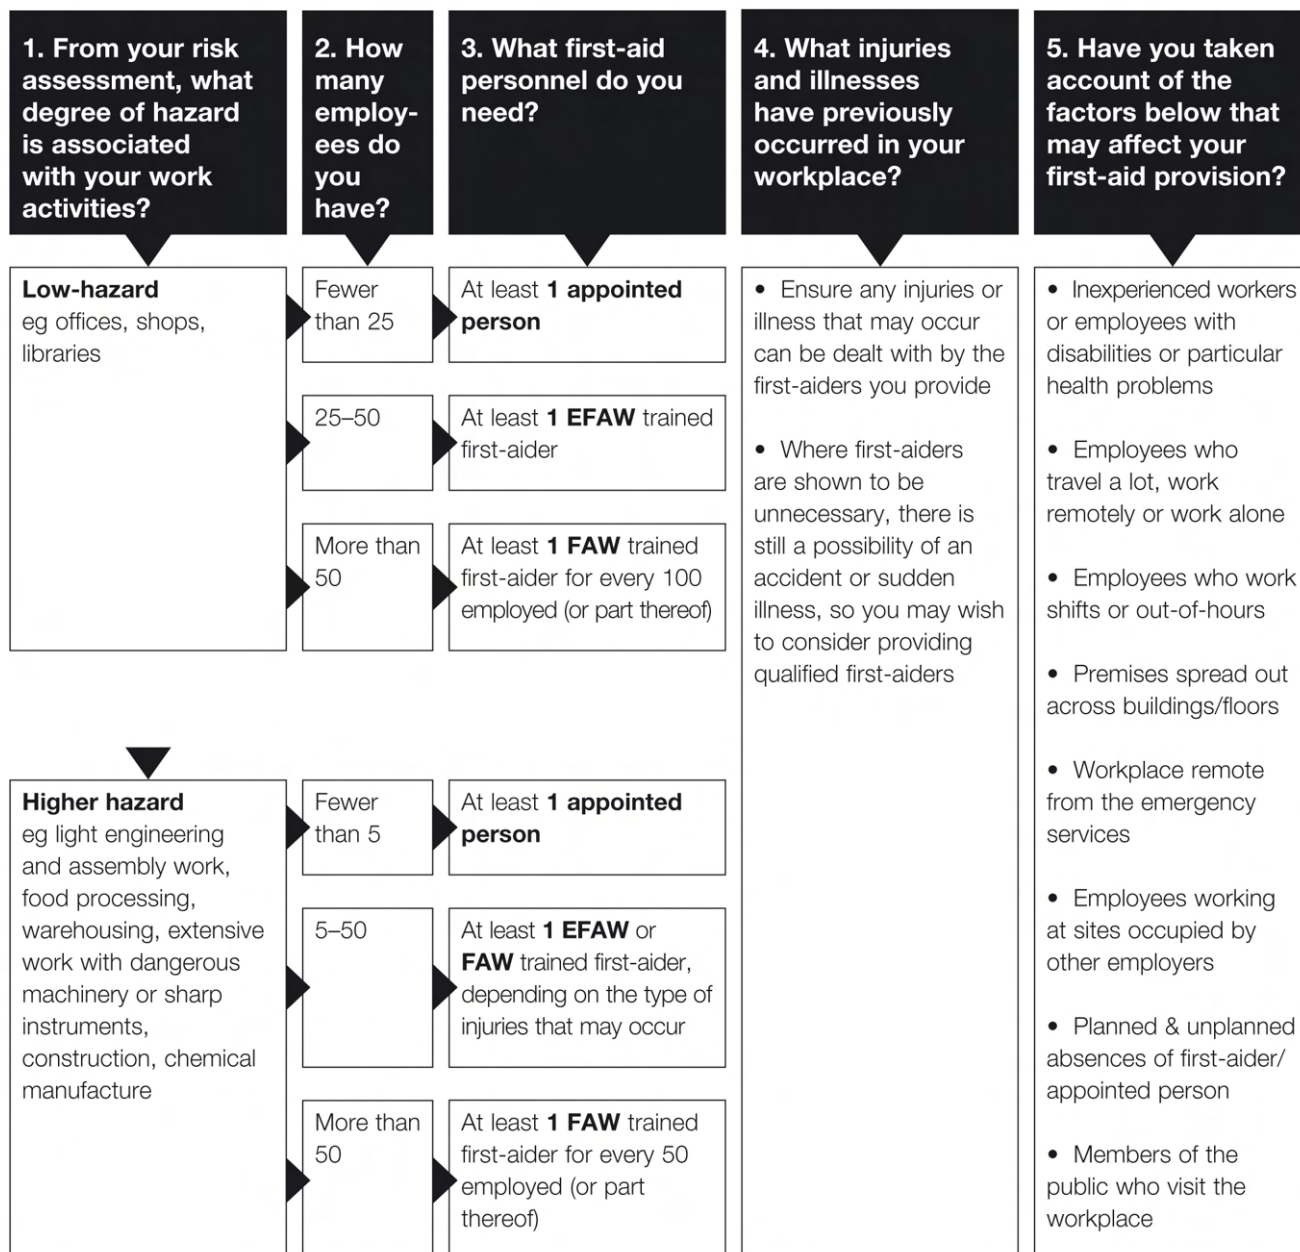 1. From your risk
assessment, what
degree of hazard
is associated
with your work
activities?
2. How
many
employ-
ees do
you
have?
3. What first-aid
personnel do you
need?
4. What injuries
and illnesses
have previously
occurred in your
workplace?
5. Have you taken
account of the
factors below that
may affect your
first-aid provision?
Low-hazard
eg offices, shops,
libraries
Fewer
than 25
At least 1 appointed
person
25–50
At least 1 EFAW trained
first-aider
More than
50
At least 1 FAW trained
first-aider for every 100
employed (or part thereof)
Higher hazard
eg light engineering
and assembly work,
food processing,
warehousing, extensive
work with dangerous
machinery or sharp
instruments,
construction, chemical
manufacture
Fewer
than 5
At least 1 appointed
person
5–50
At least 1 EFAW or
FAW trained first-aider,
depending on the type of
injuries that may occur
More than
50
At least 1 FAW trained
first-aider for every 50
employed (or part
thereof)
• Ensure any injuries or
illness that may occur
can be dealt with by the
first-aiders you provide
• Where first-aiders
are shown to be
unnecessary, there is
still a possibility of an
accident or sudden
illness, so you may wish
to consider providing
qualified first-aiders
• Inexperienced workers
or employees with
disabilities or particular
health problems
• Employees who
travel a lot, work
remotely or work alone
• Employees who work
shifts or out-of-hours
• Premises spread out
across buildings/floors
• Workplace remote
from the emergency
services
• Employees working
at sites occupied by
other employers
• Planned & unplanned
absences of first-aider/
appointed person
• Members of the
public who visit the
workplace